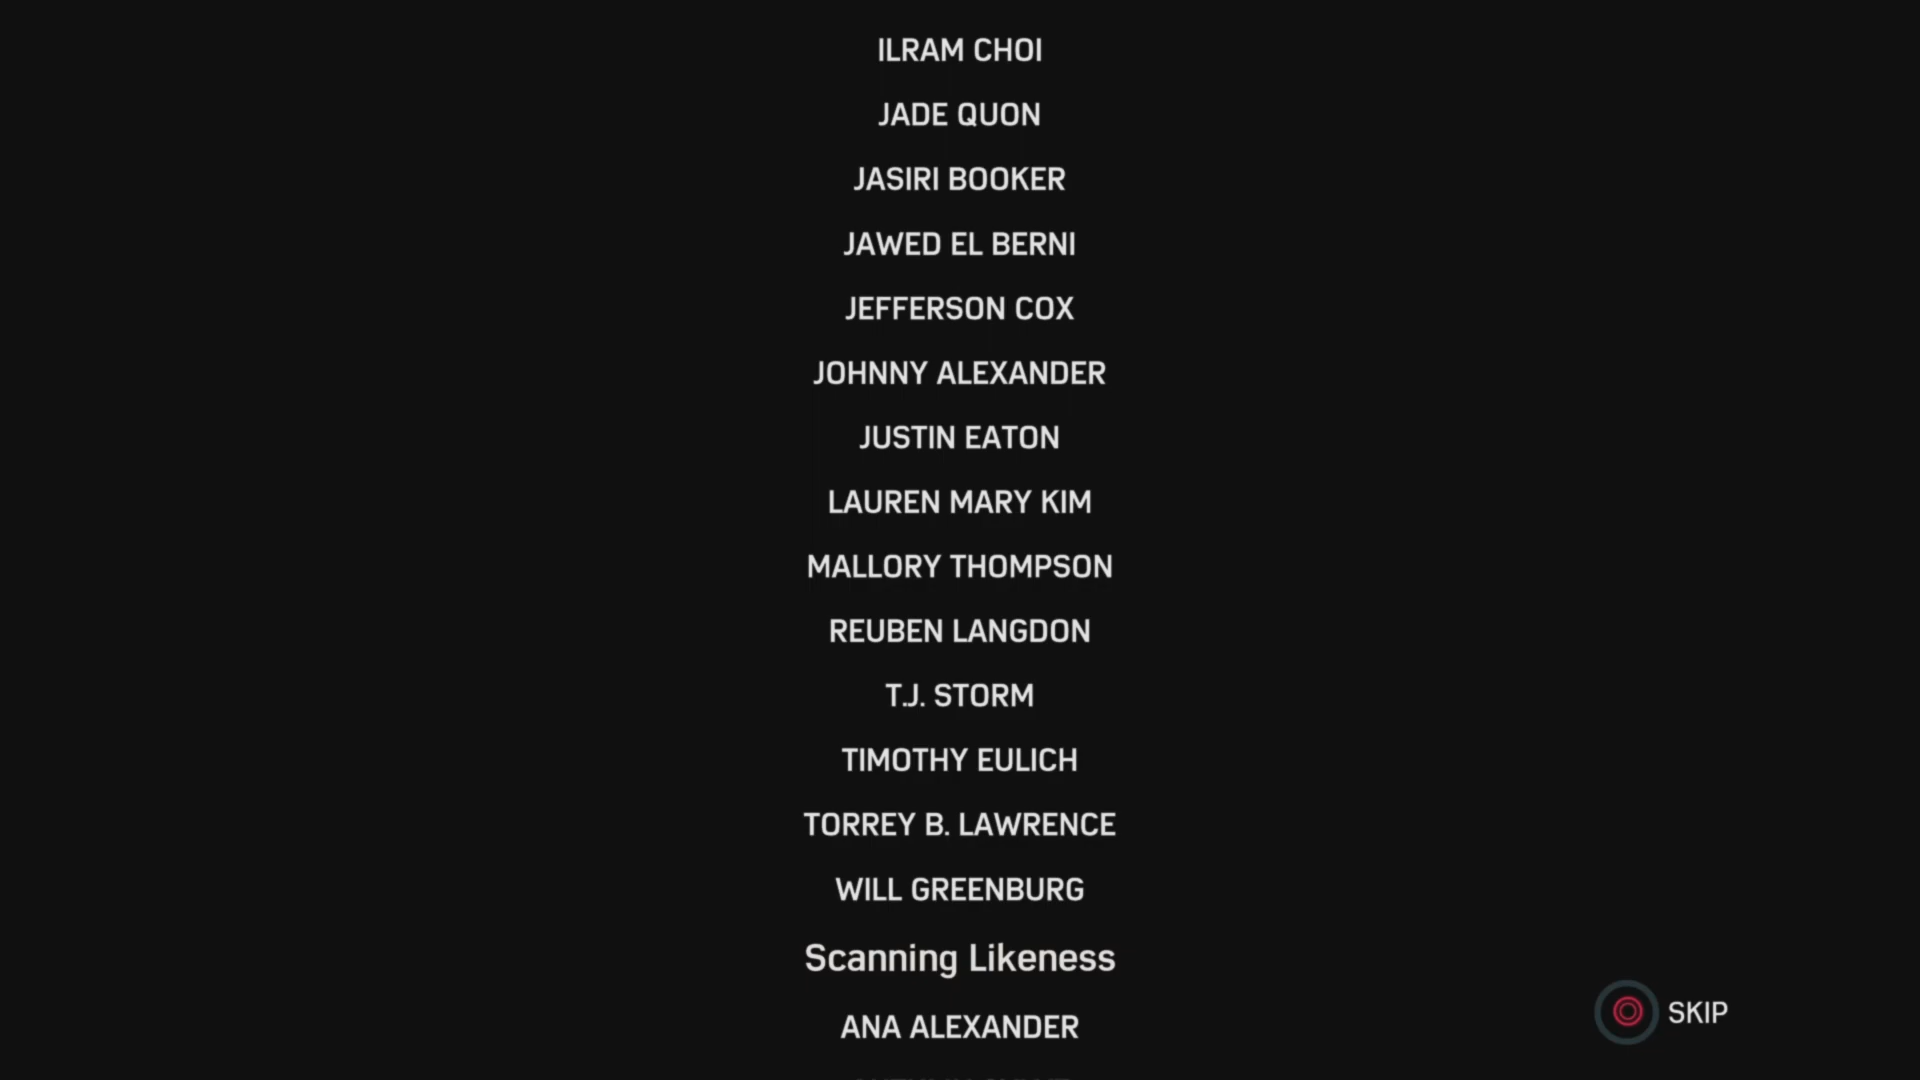 ILRAM CHOI
JADE QUON
JASIRI BOOKER
JAWED EL BERNI
JEFFERSON COX
JOHNNY ALEXANDER
JUSTIN EATON
LAUREN MARY KIM
MALLORY THOMPSON
REUBEN LANGDON
T.J. STORM
TIMOTHY EULICH
TORREY B. LAWRENCE
WILL GREENBURG
Scanning Likeness
ANA ALEXANDER
SKIP